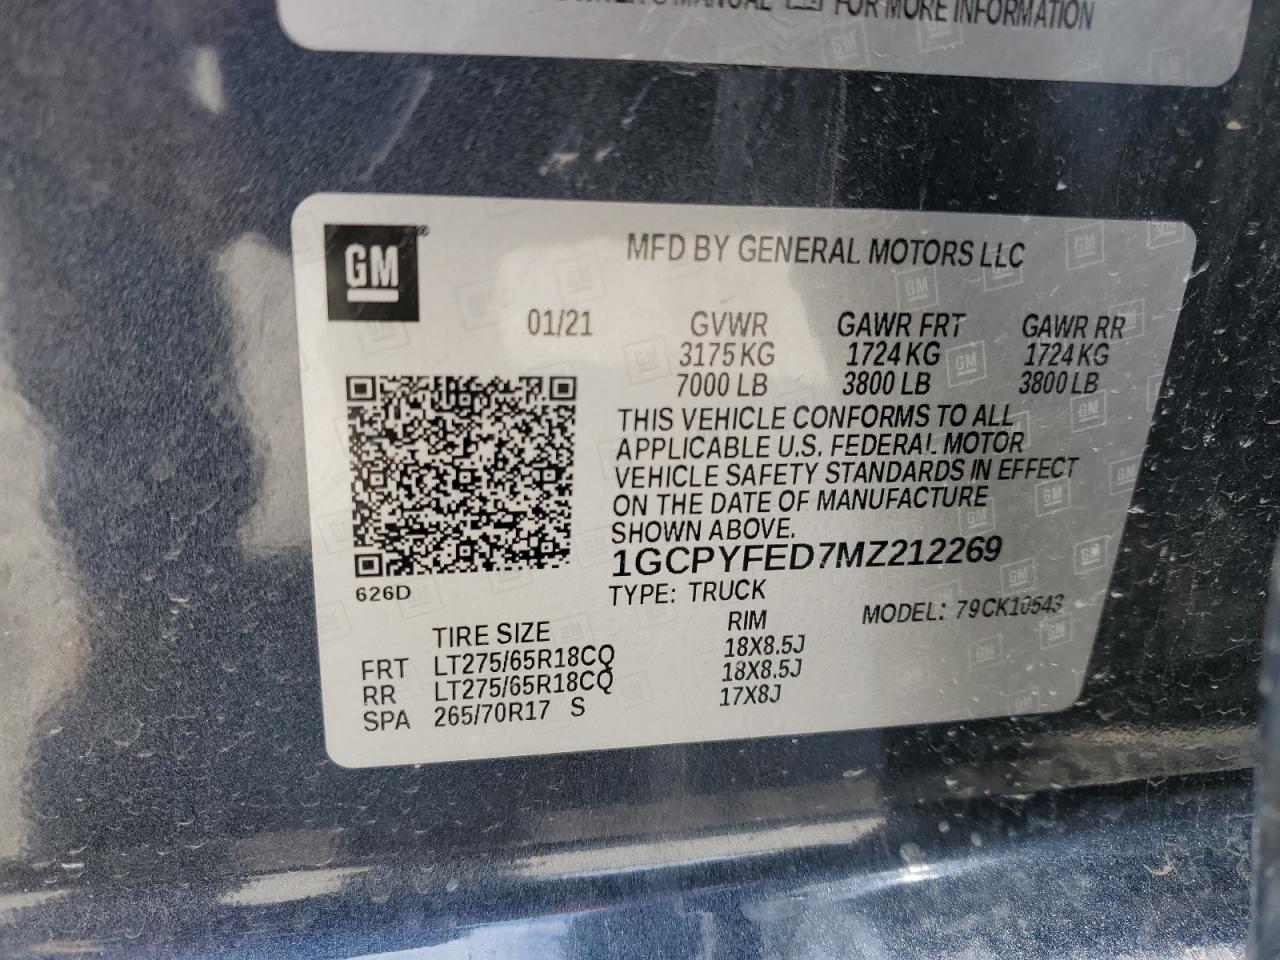 OWNER'S MANUAL FOR MORE INFORMATION
GM®
MFD BY GENERAL MOTORS LLC
01/21 GVWR GAWR FRT GAWR RR
3175 KG 1724 KG 1724 KG
7000 LB 3800 LB 3800 LB
THIS VEHICLE CONFORMS TO ALL
APPLICABLE U.S. FEDERAL MOTOR
VEHICLE SAFETY STANDARDS IN EFFECT
ON THE DATE OF MANUFACTURE
SHOWN ABOVE.
1GCPYFED7MZ212269
626D
TYPE: TRUCK
MODEL: 79CK10543
TIRE SIZE RIM
FRT LT275/65R18CQ 18X8.5J
RR LT275/65R18CQ 18X8.5J
SPA 265/70R17 S 17X8J